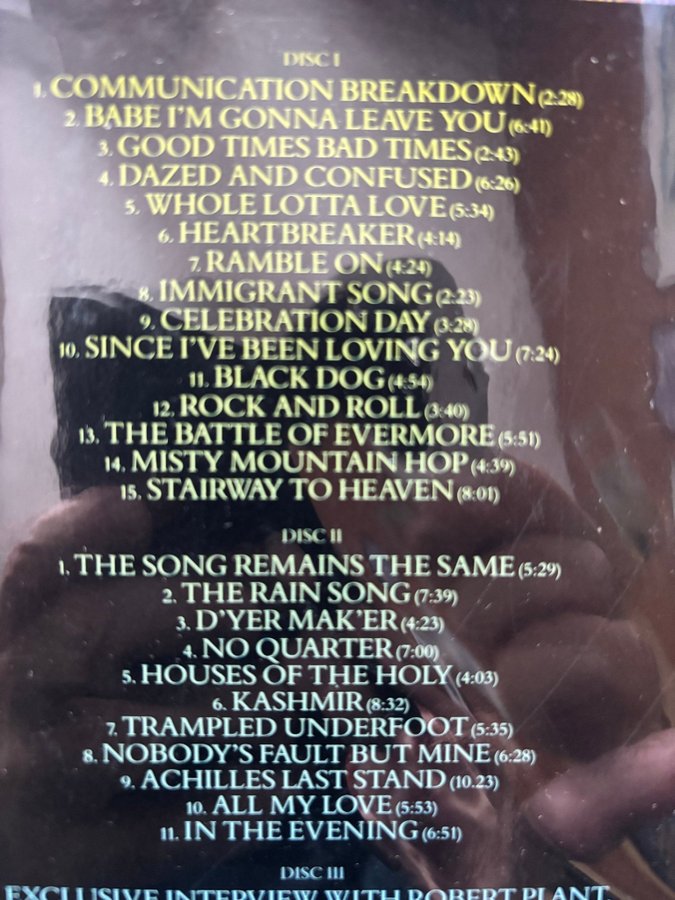 DISC I
1. COMMUNICATION BREAKDOWN (2:28)
2. BABE I'M GONNA LEAVE YOU (6:41)
3. GOOD TIMES BAD TIMES (2:43)
4. DAZED AND CONFUSED (6:26)
5. WHOLE LOTTA LOVE (5:34)
6. HEARTBREAKER (4:14)
7. RAMBLE ON (4:24)
8. IMMIGRANT SONG (2:23)
9. CELEBRATION DAY (3:28)
10. SINCE I'VE BEEN LOVING YOU (7:24)
11. BLACK DOG (4:54)
12. ROCK AND ROLL (3:40)
13. THE BATTLE OF EVERMORE (5:51)
14. MISTY MOUNTAIN HOP (4:39)
15. STAIRWAY TO HEAVEN (8:01)
DISC II
1. THE SONG REMAINS THE SAME (5:29)
2. THE RAIN SONG (7:39)
3. D'YER MAK'ER (4:23)
4. NO QUARTER (7:00)
5. HOUSES OF THE HOLY (4:03)
6. KASHMIR (8:32)
7. TRAMPLED UNDERFOOT (5:35)
8. NOBODY'S FAULT BUT MINE (6:28)
9. ACHILLES LAST STAND (10.23)
10. ALL MY LOVE (5:53)
11. IN THE EVENING (6:51)
DISC III
EXCLUSIVE INTERVIEW WITH ROBERT PLANT,